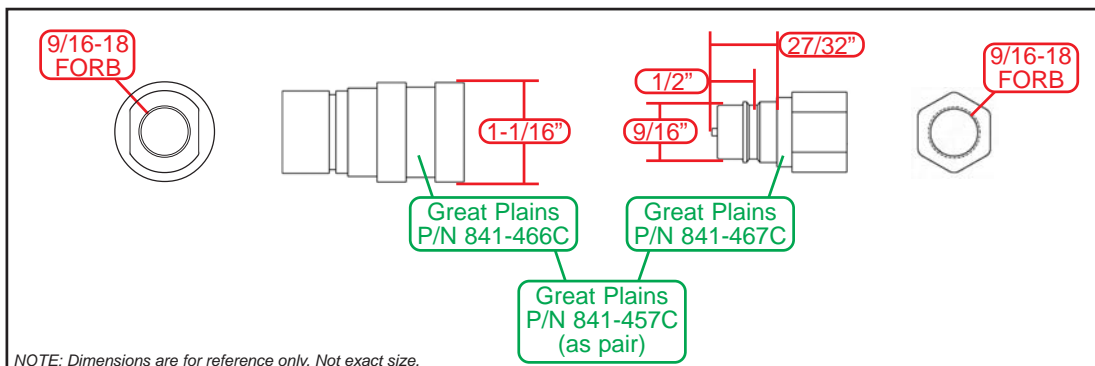 9/16-18
FORB
27/32”
1/2”
9/16-18
FORB
1-1/16”
9/16”
Great Plains
P/N 841-466C
Great Plains
P/N 841-467C
Great Plains
P/N 841-457C
(as pair)
NOTE: Dimensions are for reference only. Not exact size.